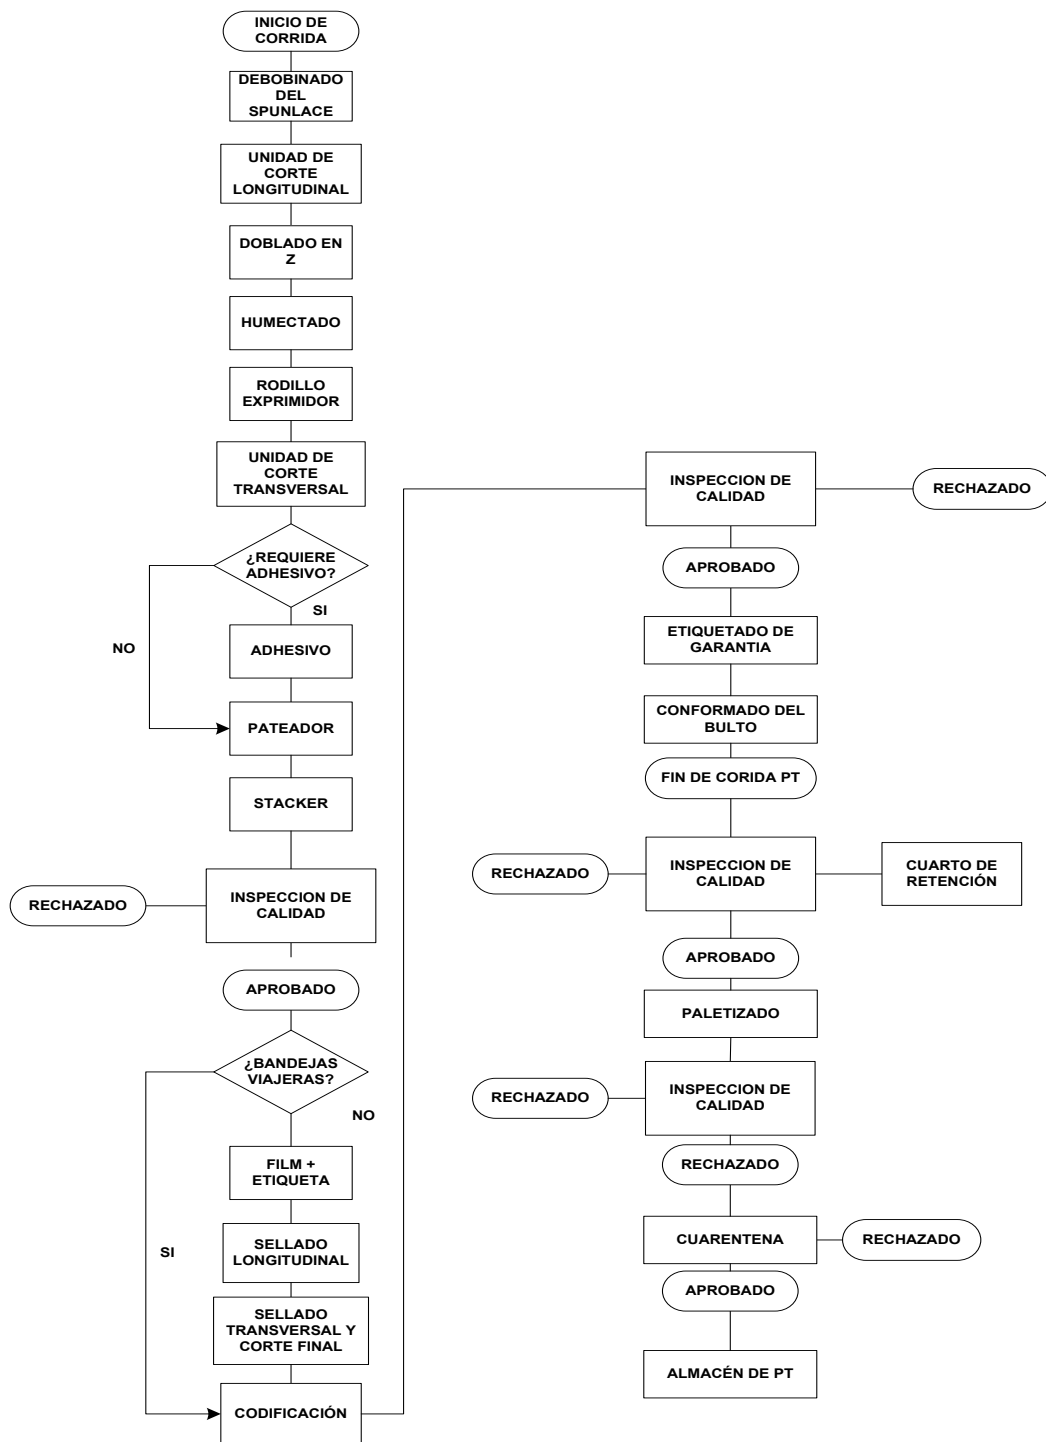 INICIO DE
CORRIDA
DEBOBINADO
DEL
SPUNLACE
UNIDAD DE
CORTE
LONGITUDINAL
DOBLADO EN
Z
HUMECTADO
RODILLO
EXPRIMIDOR
UNIDAD DE
CORTE
TRANSVERSAL
¿REQUIERE
ADHESIVO?
SI
NO
ADHESIVO
PATEADOR
STACKER
RECHAZADO
INSPECCION DE
CALIDAD
APROBADO
¿BANDEJAS
VIAJERAS?
NO
FILM +
ETIQUETA
SI
SELLADO
LONGITUDINAL
SELLADO
TRANSVERSAL Y
CORTE FINAL
CODIFICACIÓN
INSPECCION DE
CALIDAD
RECHAZADO
APROBADO
ETIQUETADO DE
GARANTIA
CONFORMADO DEL
BULTO
FIN DE CORIDA PT
RECHAZADO
INSPECCION DE
CALIDAD
CUARTO DE
RETENCIÓN
APROBADO
PALETIZADO
RECHAZADO
INSPECCION DE
CALIDAD
RECHAZADO
CUARENTENA
RECHAZADO
APROBADO
ALMACÉN DE PT